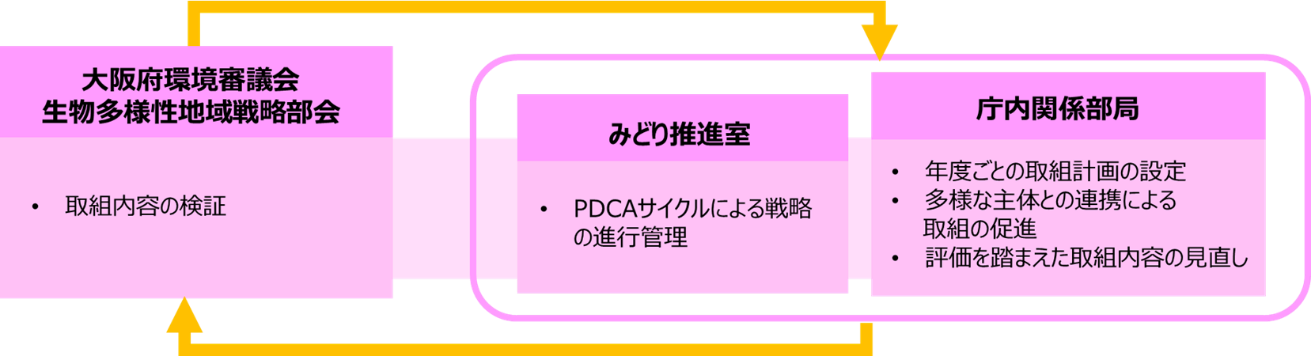 大阪府環境審議会
生物多様性地域戦略部会
• 取組内容の検証
みどり推進室
• PDCAサイクルによる戦略
の進行管理
庁内関係部局
• 年度ごとの取組計画の設定
• 多様な主体との連携による
取組の促進
• 評価を踏まえた取組内容の見直し